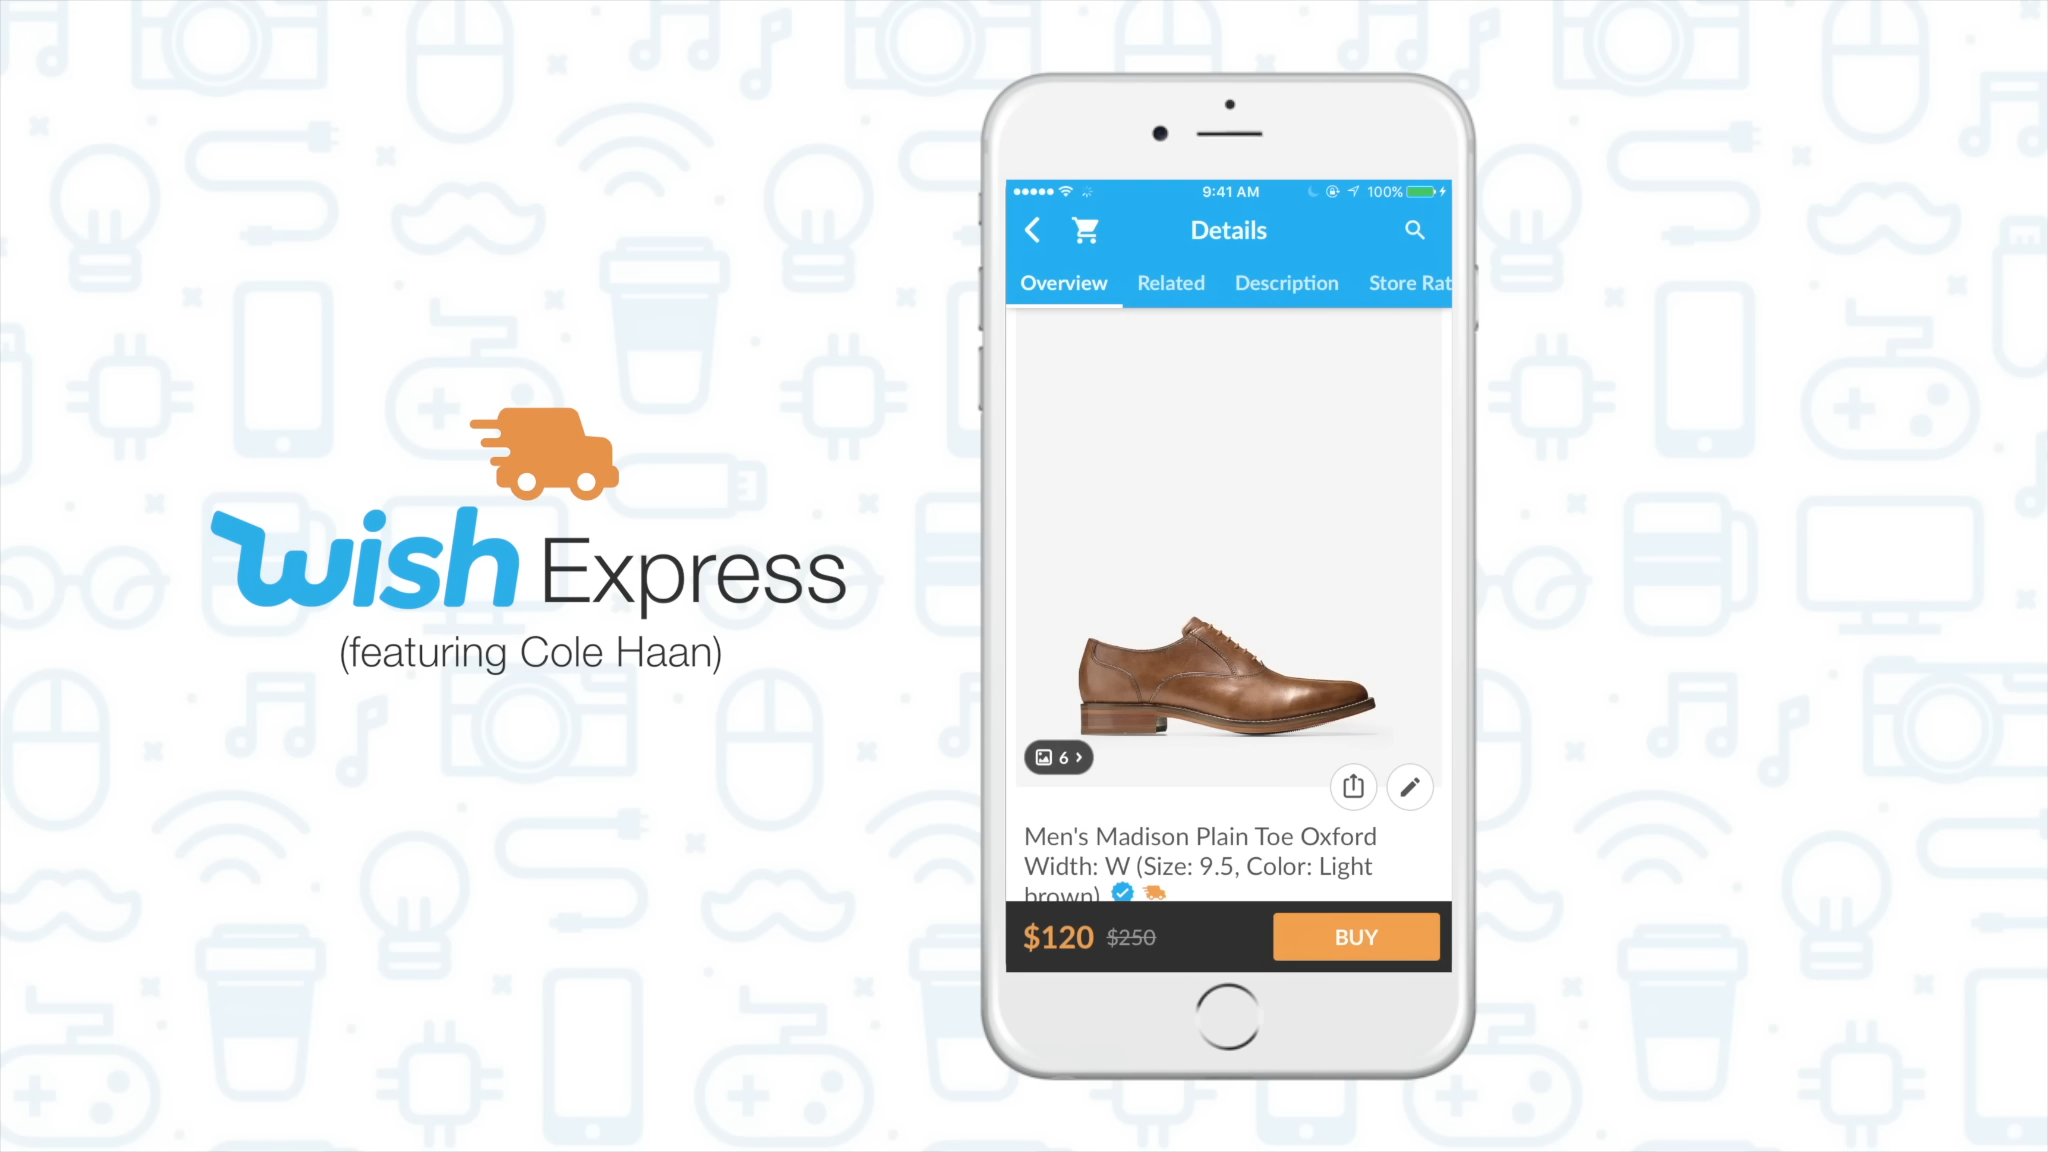 wish Express
(featuring Cole Haan)
9:41 AM
100%
Details
Overview Related Description Store Rat
6
Men's Madison Plain Toe Oxford
Width: W (Size: 9.5, Color: Light
brown)
$120 $250
BUY